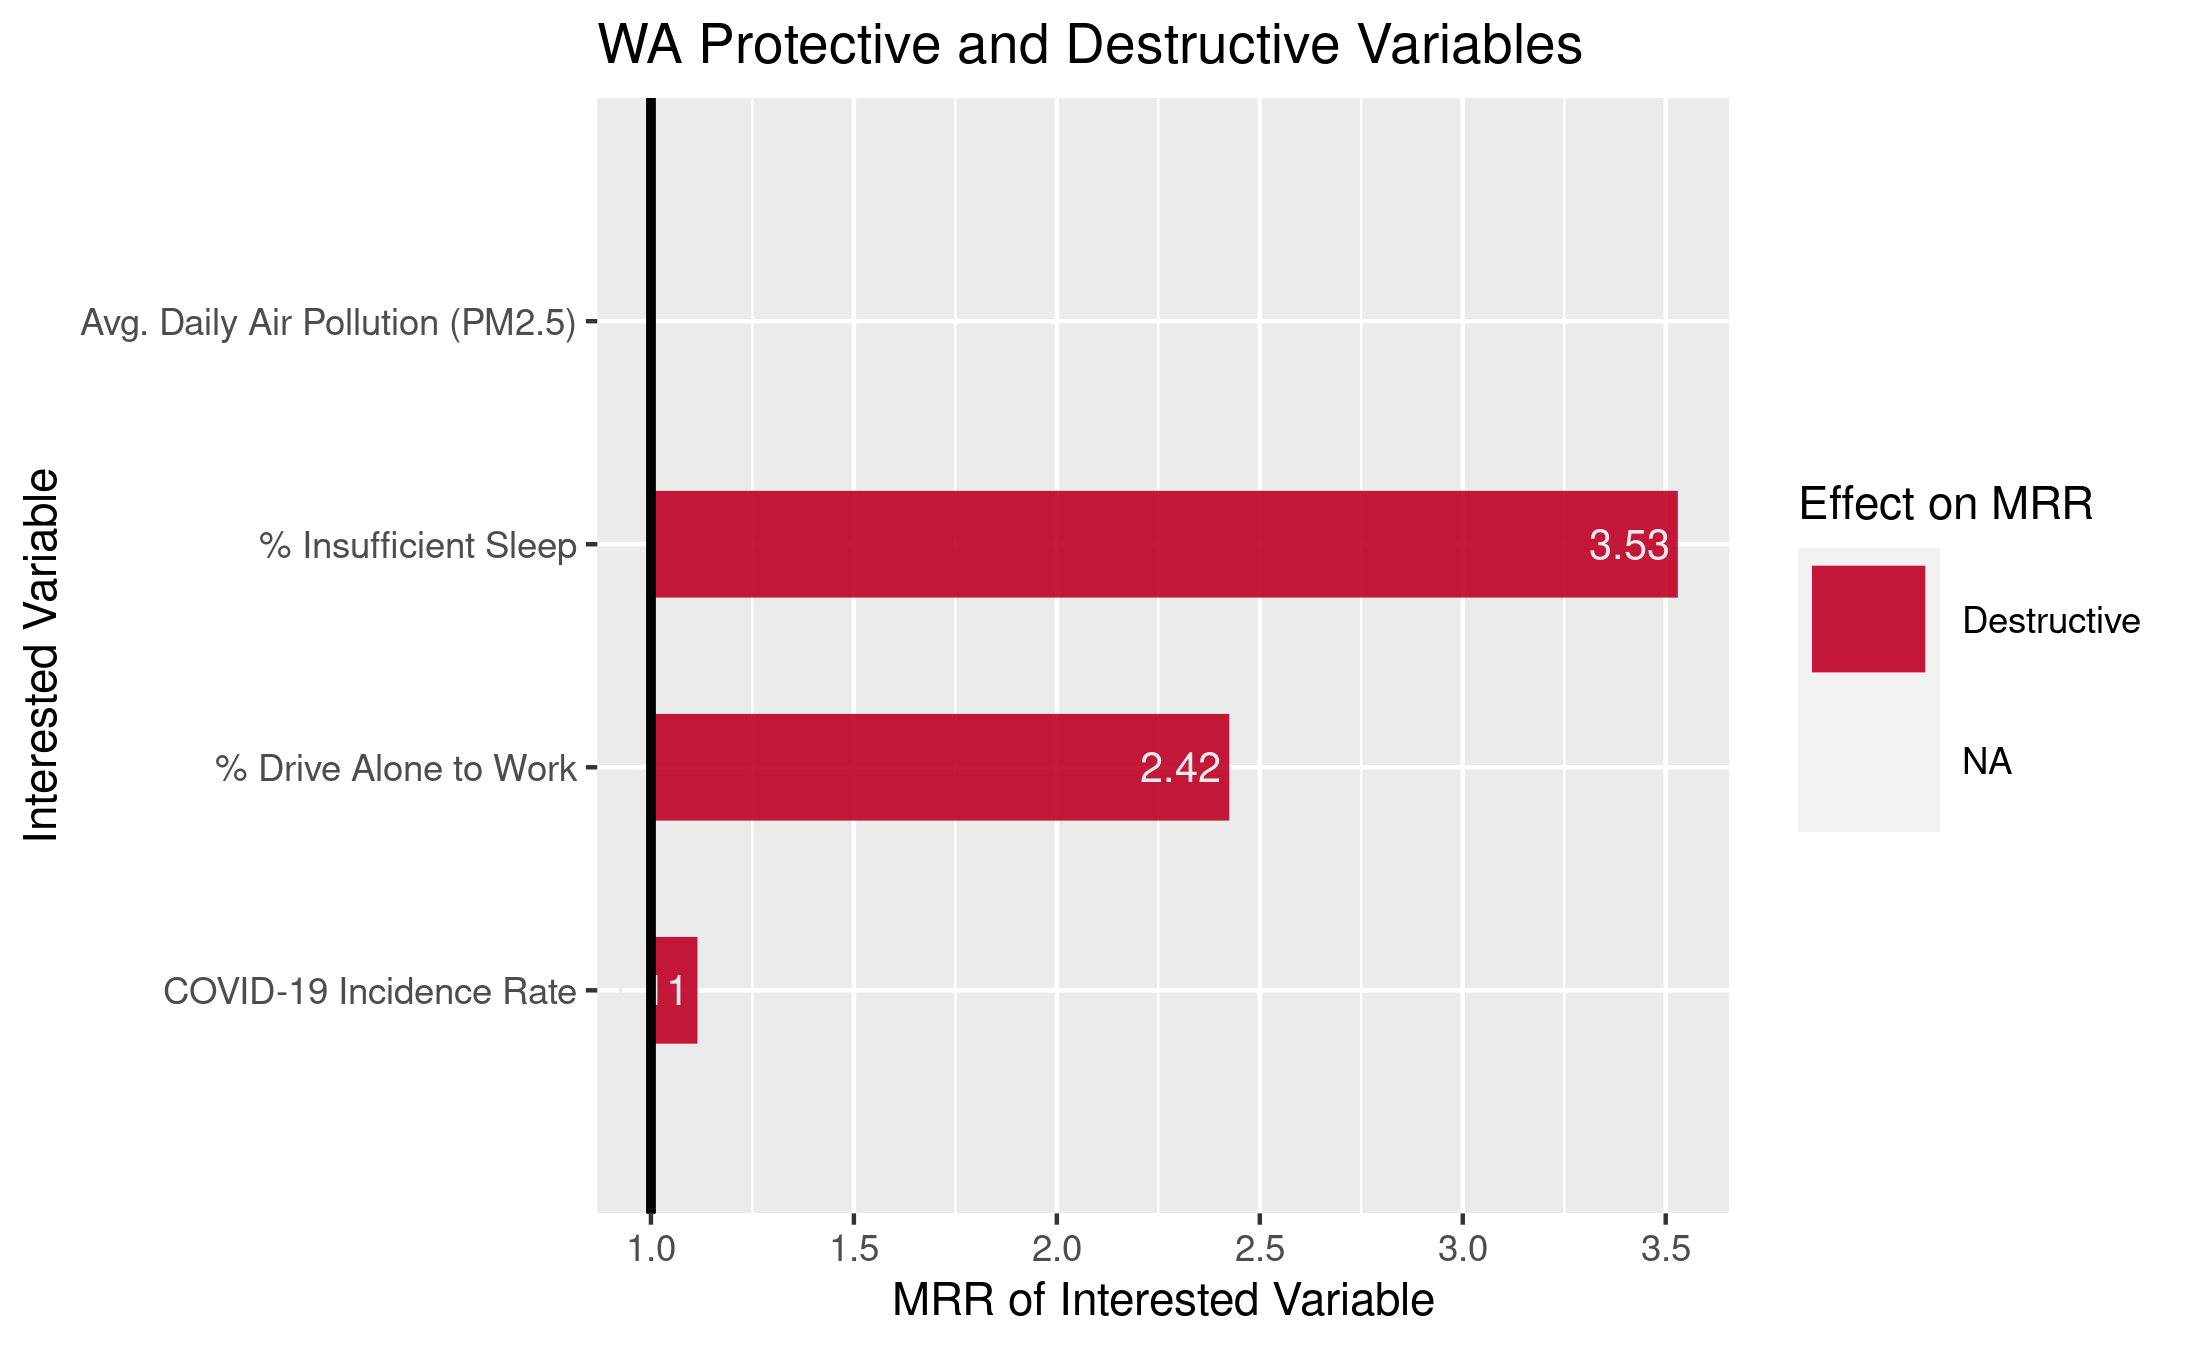 WA Protective and Destructive Variables
Avg. Daily Air Pollution (PM2.5)
% Insufficient Sleep
3.53
% Drive Alone to Work
2.42
COVID-19 Incidence Rate
Interested Variable
1.0 1.5 2.0 2.5 3.0 3.5
MRR of Interested Variable
Effect on MRR
Destructive
NA